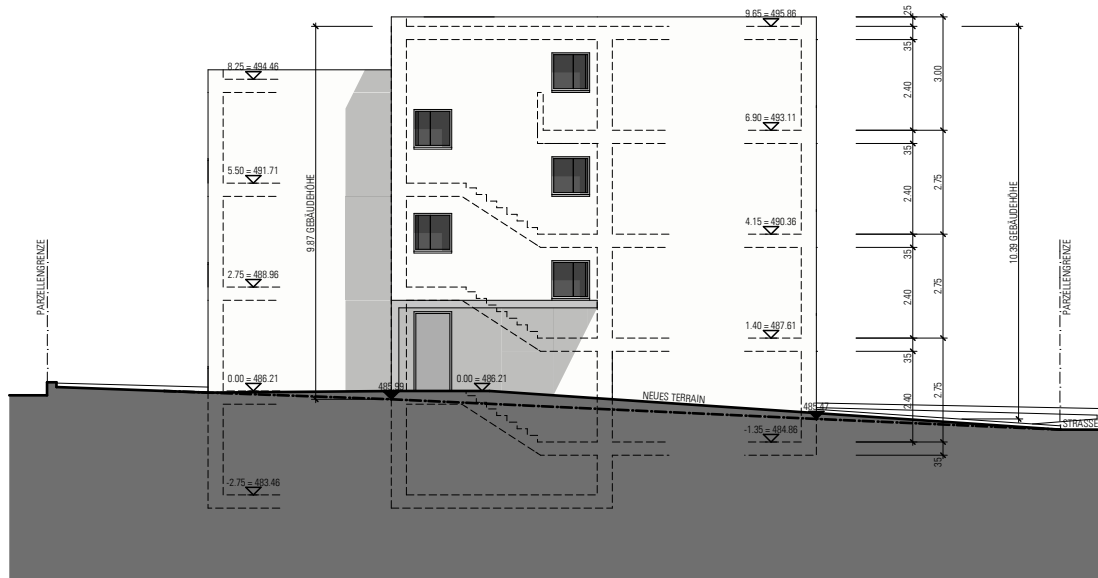 9.65 = 495.86
25
35
8.25 = 494.46
2.40
3.00
6.90 = 493.11
35
5.50 = 491.71
2.40
2.75
9.87 GEBÄUDEHÖHE
10.39 GEBÄUDEHÖHE
4.15 = 490.36
35
PARZELLENGRENZE
PARZELLENGRENZE
2.75 = 488.96
2.40
2.75
1.40 = 487.61
35
0.00 = 486.21
485.99
0.00 = 486.21
NEUES TERRAIN
2.40
2.75
485.47
STRASSE
-1.35 = 484.86
35
-2.75 = 483.46